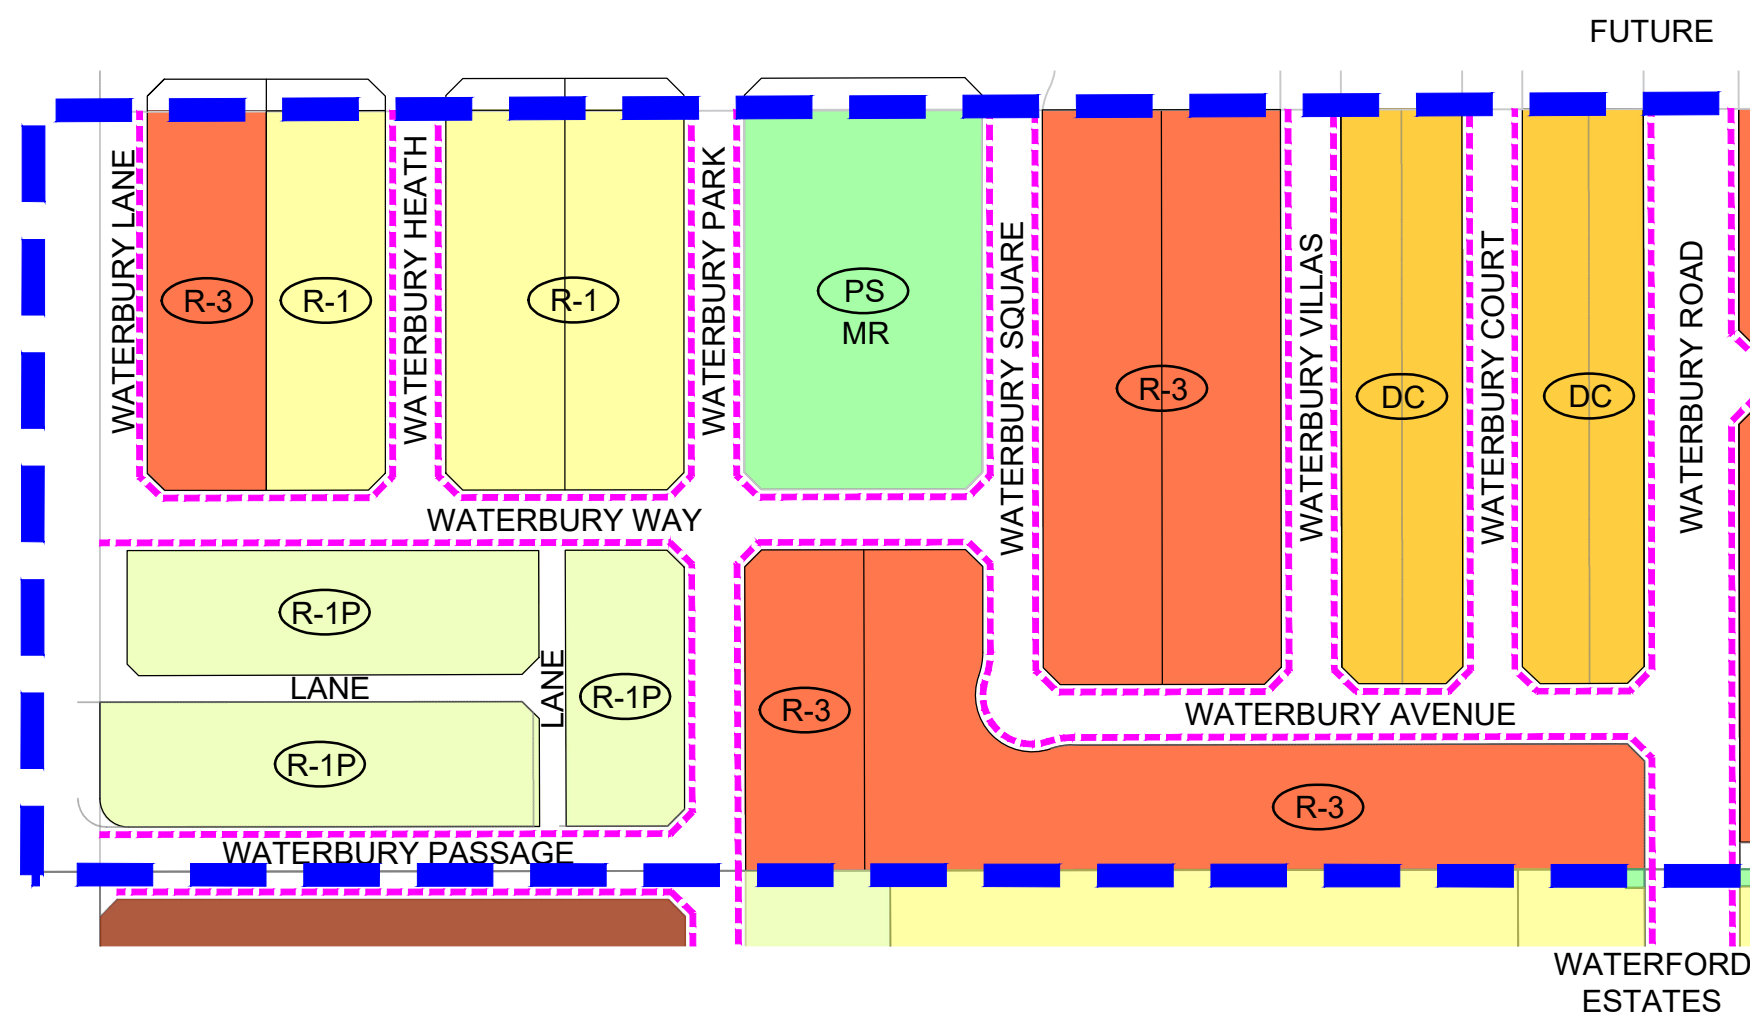 FUTURE
WATERBURY LANE
R-3
R-1
WATERBURY HEATH
R-1
WATERBURY PARK
PS
MR
WATERBURY SQUARE
R-3
WATERBURY VILLAS
DC
WATERBURY COURT
DC
WATERBURY ROAD
WATERBURY WAY
R-1P
LANE
LANE
R-1P
R-1P
R-3
WATERBURY AVENUE
R-3
WATERBURY PASSAGE
WATERFORD
ESTATES